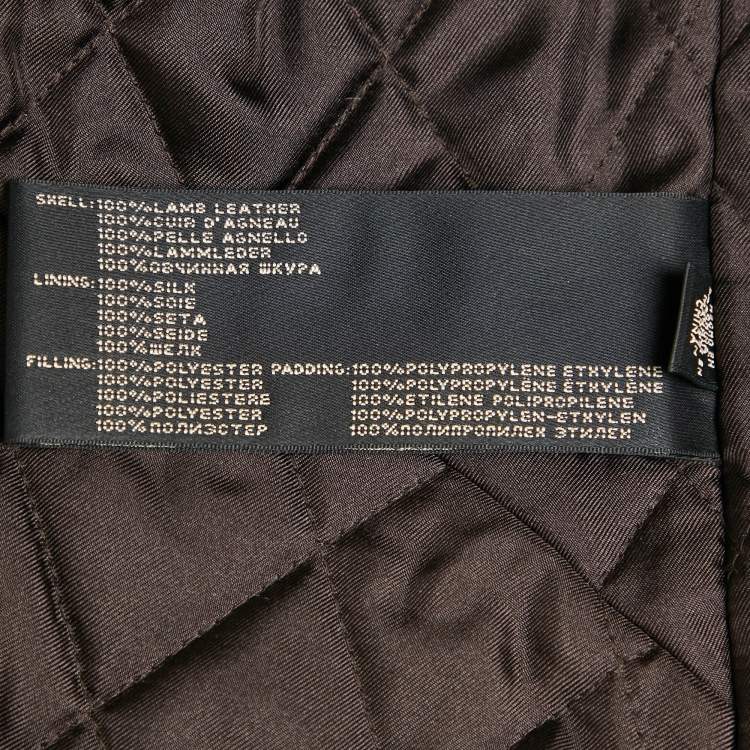 SHELL:100%LAMB LEATHER
100%CUIR D'AGNEAU
100%PELLE AGNELLO
100%LAMMLEDER
100%ОВЧИННАЯ ШКУРА
LINING:100%SILK
100%SOIE
100%SETA
100%SEIDE
100%ШЕЛК
FILLING:100%POLYESTER PADDING:100%POLYPROPYLENE ETHYLENE
100%POLYESTER 100%POLYPROPYLÈNE ÉTHYLÈNE
100%POLIESTERE 100%ETILENE POLIPROPILENE
100%POLYESTER 100%POLYPROPYLEN-ETHYLEN
100%ПОЛИЭСТЕР 100%ПОЛИПРОПИЛЕН ЭТИЛЕН